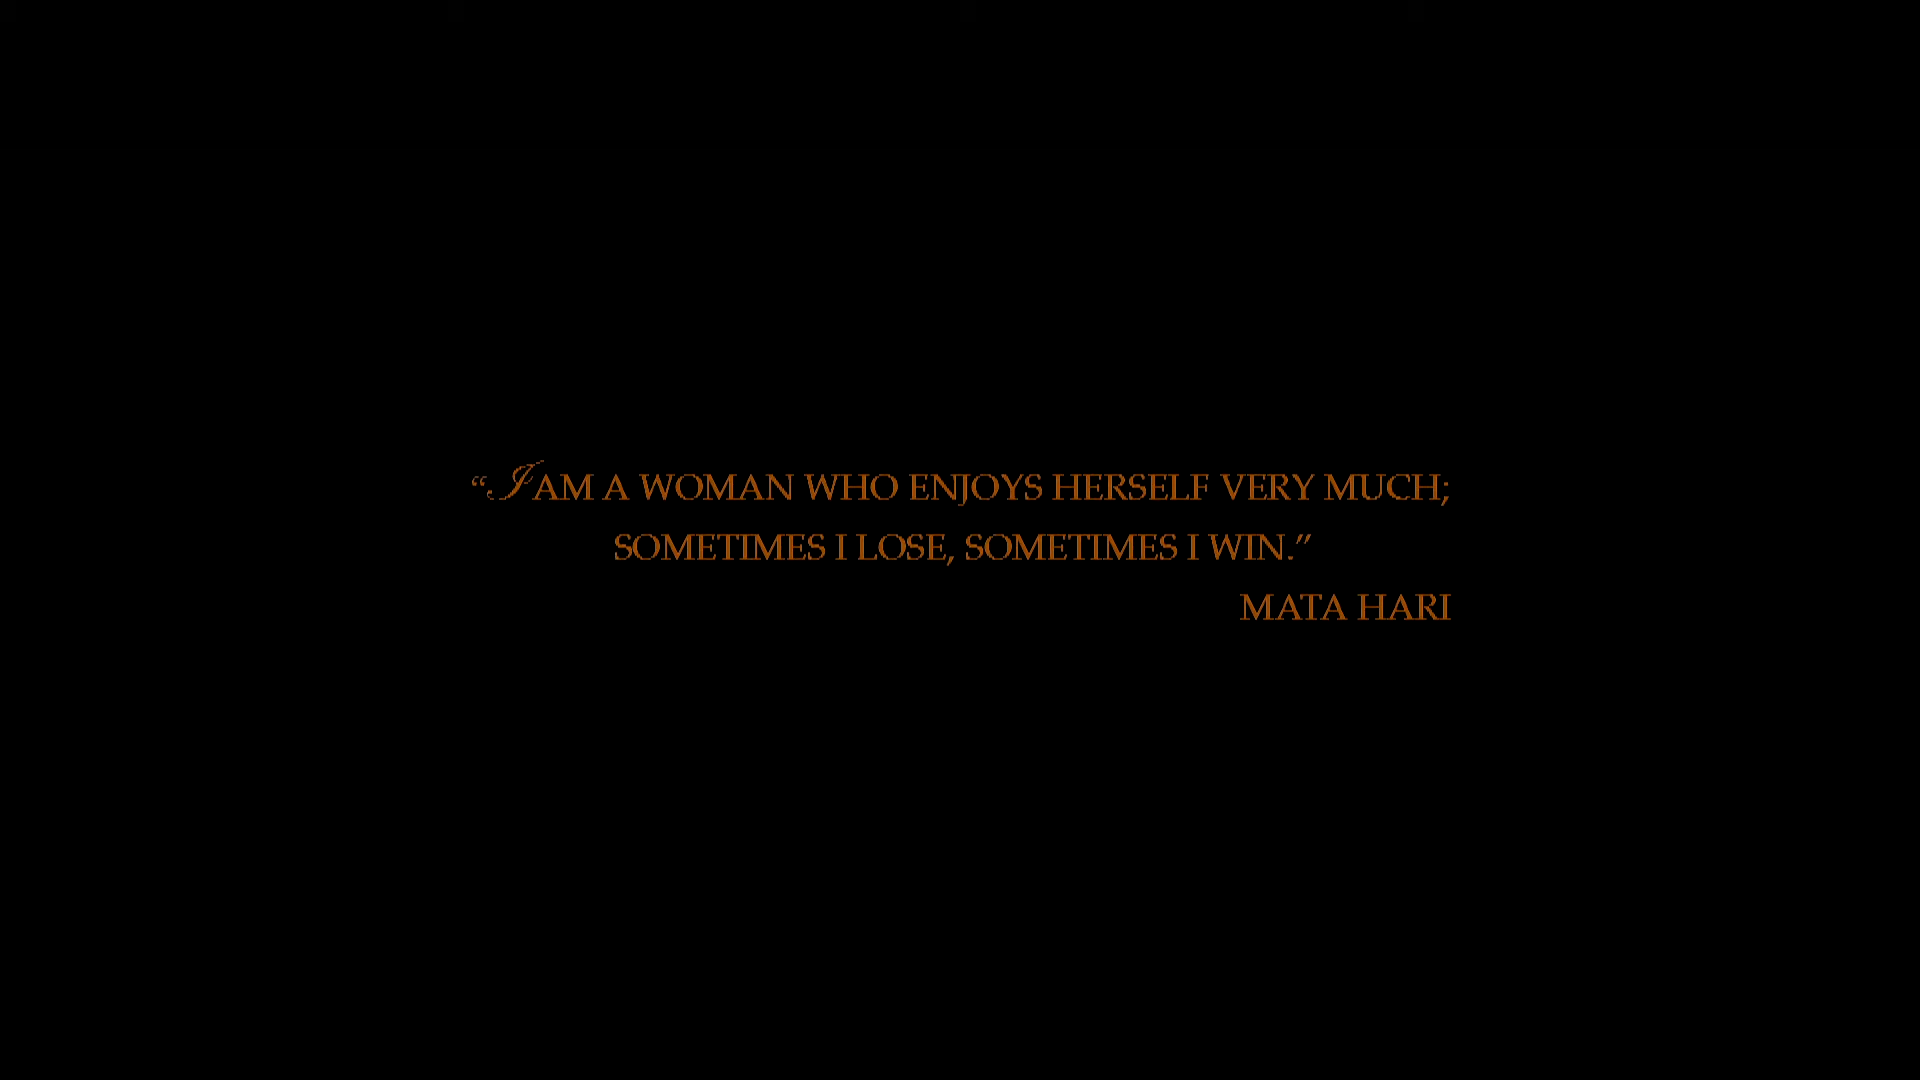 “I AM A WOMAN WHO ENJOYS HERSELF VERY MUCH;
SOMETIMES I LOSE, SOMETIMES I WIN.”
MATA HARI